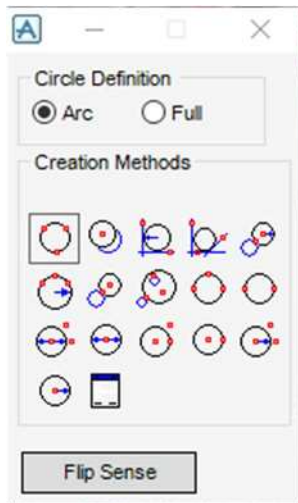 Circle Definition
Arc Full
Creation Methods
Flip Sense